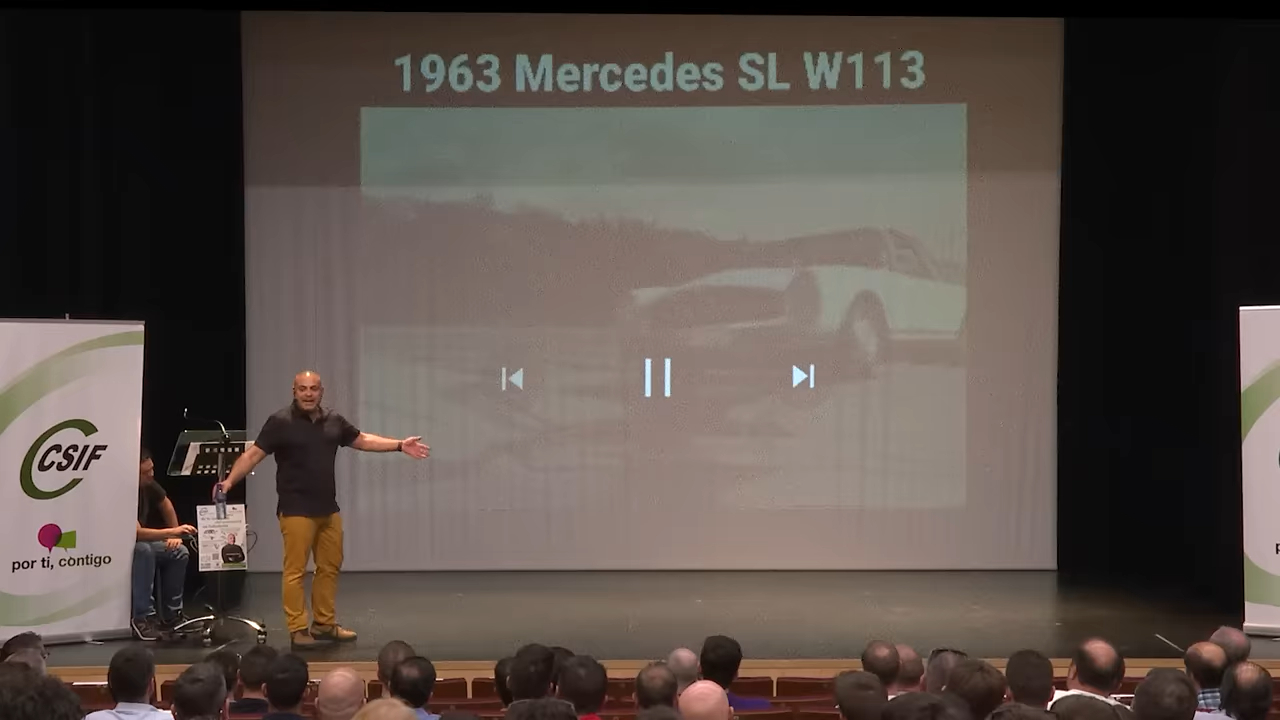 1963 Mercedes SL W113
CSIF
por ti, contigo